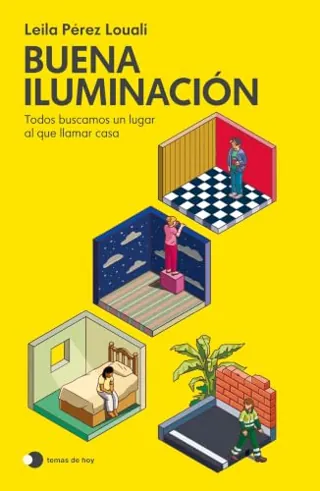 Leila Pérez Loualí
BUENA
ILUMINACIÓN
Todos buscamos un lugar
al que llamar casa
temas de hoy